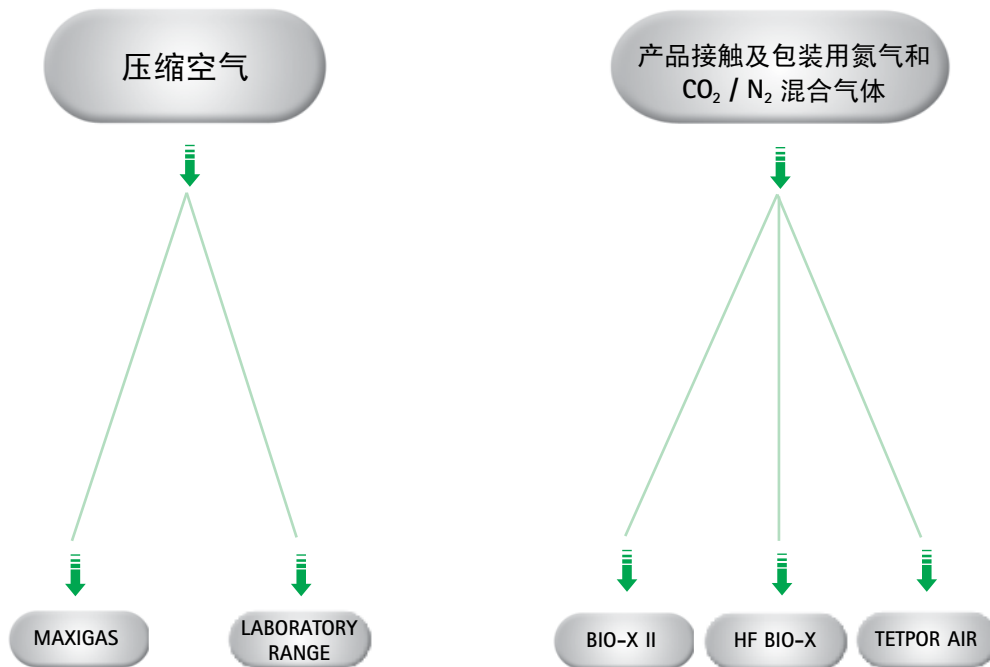 压缩空气
产品接触及包装用氮气和
CO₂ / N₂ 混合气体
MAXIGAS
LABORATORY
RANGE
BIO-X II
HF BIO-X
TETPOR AIR